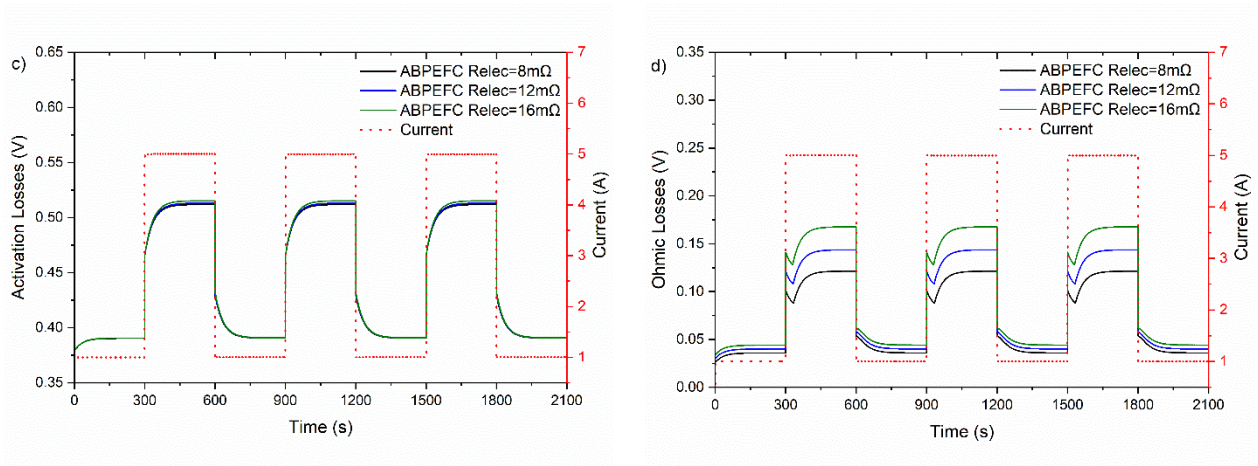 c)
0.65
0.60
0.55
0.50
0.45
0.40
0.35
Activation Losses (V)
ABPEFC Relec=8mΩ
ABPEFC Relec=12mΩ
ABPEFC Relec=16mΩ
Current
7
6
5
4
3
2
1
Current (A)
0 300 600 900 1200 1500 1800 2100
Time (s)
d)
0.35
0.30
0.25
0.20
0.15
0.10
0.05
0.00
Ohmic Losses (V)
ABPEFC Relec=8mΩ
ABPEFC Relec=12mΩ
ABPEFC Relec=16mΩ
Current
7
6
5
4
3
2
1
Current (A)
0 300 600 900 1200 1500 1800 2100
Time (s)